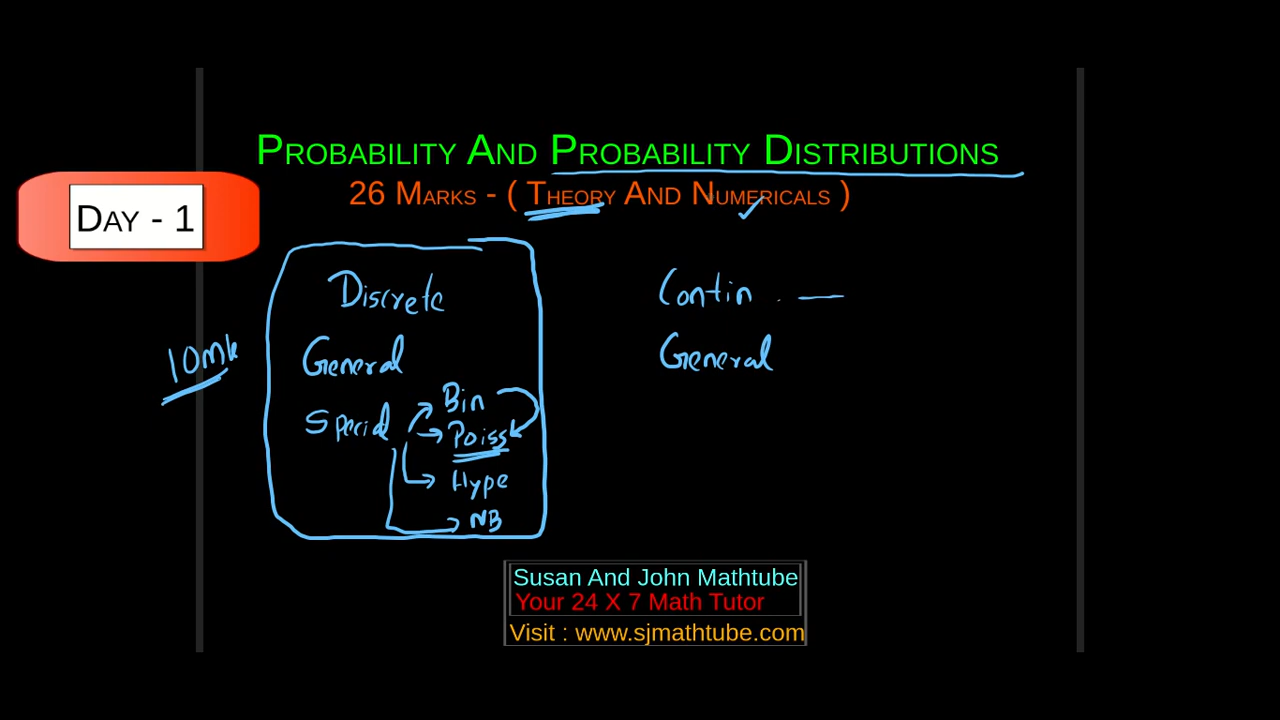 Probability And Probability Distributions
26 Marks - ( Theory And Numericals )
Day - 1
Discrete
General
Special
Bin
Poiss
Hype
NB
10mk
Contin. —
General
Susan And John Mathtube
Your 24 X 7 Math Tutor
Visit : www.sjmathtube.com